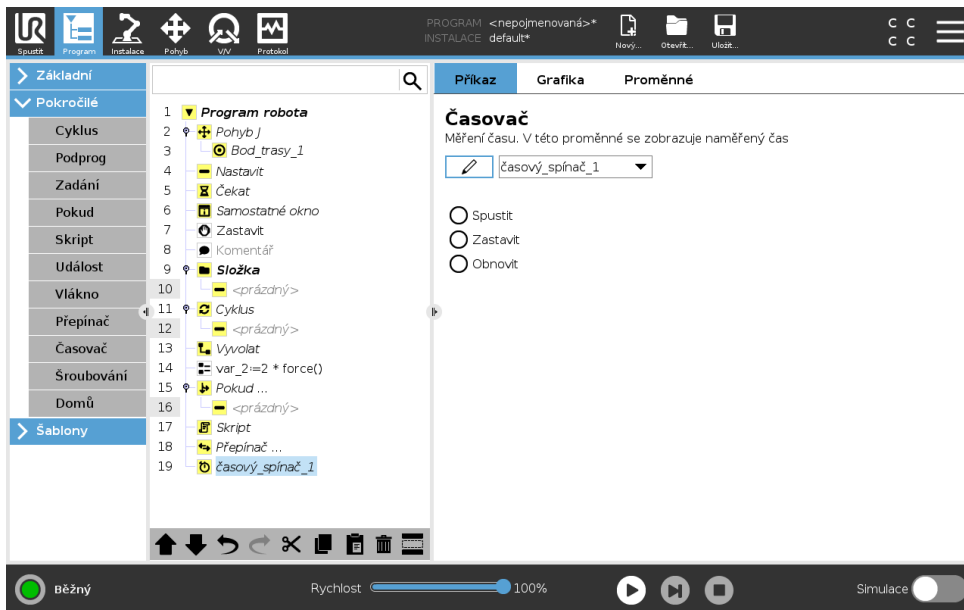 PROGRAM <nepojmenovaná>*
INSTALACE default*
Spustit
Program
Instalace
Pohyb
V/V
Protokol
Nový...
Otevřít...
Uložit...
C C
C C
Základní
Pokročilé
Cyklus
Podprog
Zadání
Pokud
Skript
Událost
Vlákno
Přepínač
Časovač
Šroubování
Domů
Šablony
1 Program robota
2 Pohyb J
3 Bod_trasy_1
4 Nastavit
5 Čekat
6 Samostatné okno
7 Zastavit
8 Komentář
9 Složka
10 <prázdný>
11 Cyklus
12 <prázdný>
13 Vyvolat
14 var_2:=2 * force()
15 Pokud ...
16 <prázdný>
17 Skript
18 Přepínač ...
19 časový_spínač_1
Příkaz
Grafika
Proměnné
Časovač
Měření času. V této proměnné se zobrazuje naměřený čas
časový_spínač_1
Spustit
Zastavit
Obnovit
Běžný
Rychlost
100%
Simulace